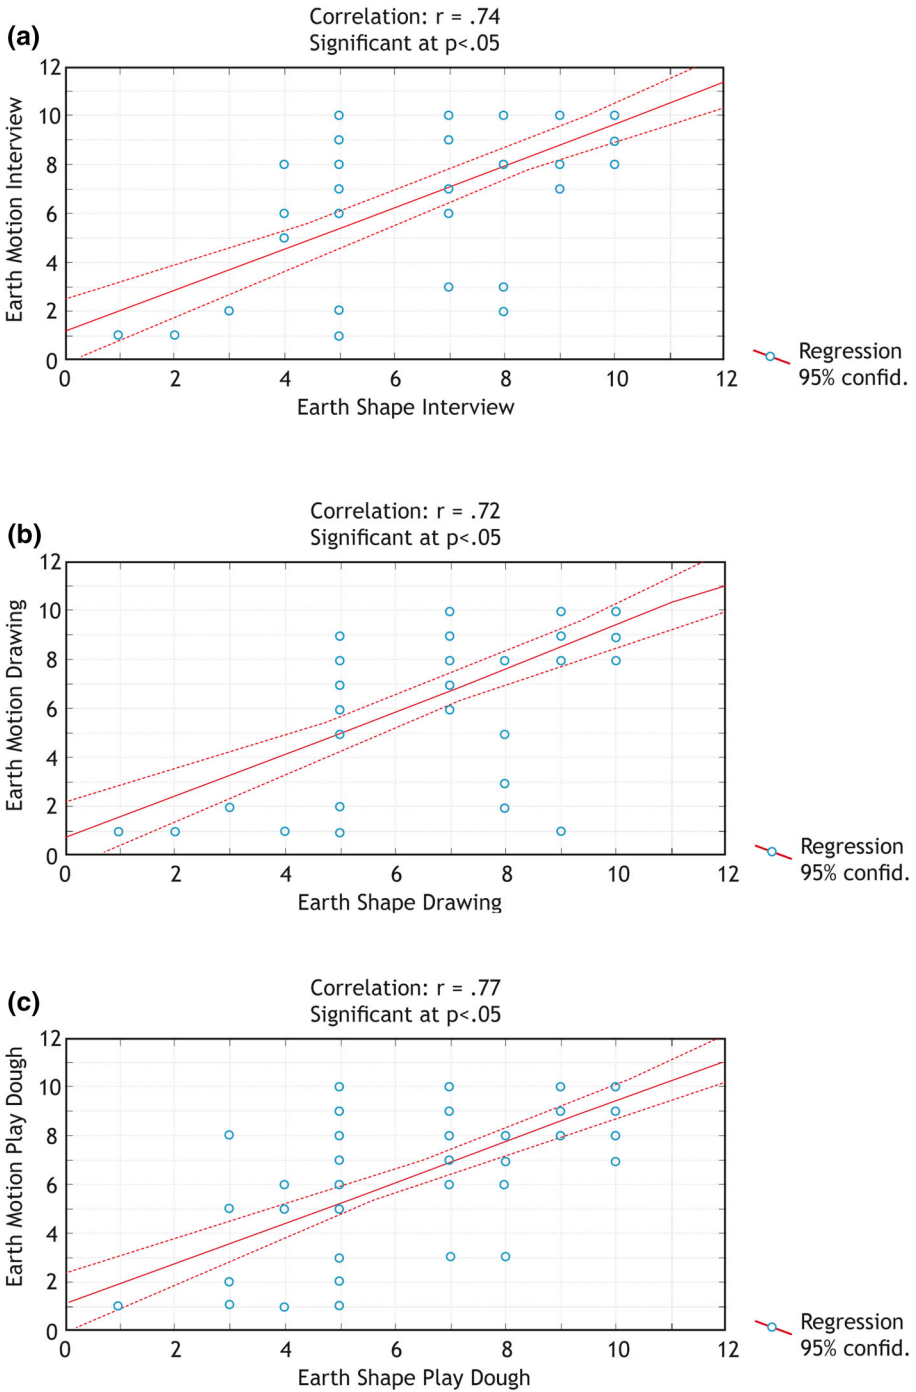 (a)
Correlation: r = .74
Significant at p<.05
Earth Motion Interview
12
10
8
6
4
2
0
0 2 4 6 8 10 12
Earth Shape Interview
Regression
95% confid.
(b)
Correlation: r = .72
Significant at p<.05
Earth Motion Drawing
12
10
8
6
4
2
0
0 2 4 6 8 10 12
Earth Shape Drawing
Regression
95% confid.
(c)
Correlation: r = .77
Significant at p<.05
Earth Motion Play Dough
12
10
8
6
4
2
0
0 2 4 6 8 10 12
Earth Shape Play Dough
Regression
95% confid.